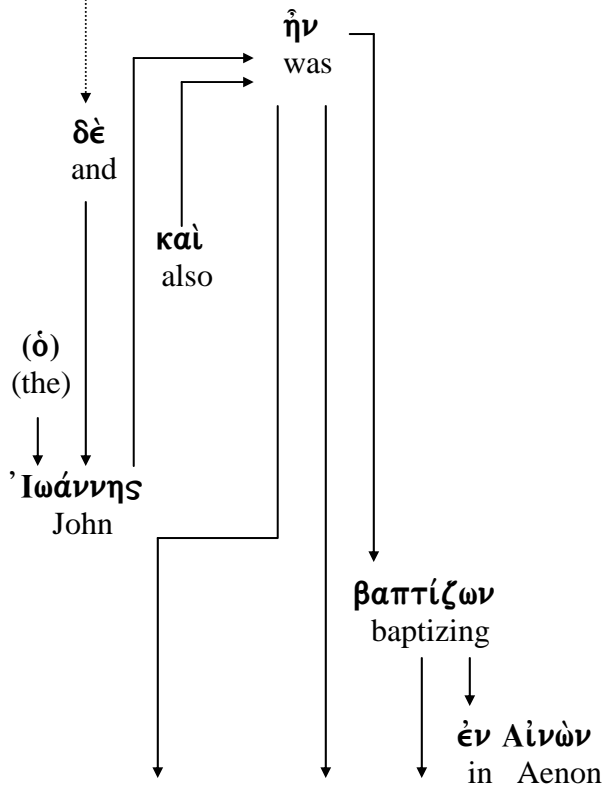 ἦν
was
δὲ
and
καὶ
also
(ὁ)
(the)
Ἰωάννης
John
βαπτίζων
baptizing
ἐν Αἰνὼν
in Aenon